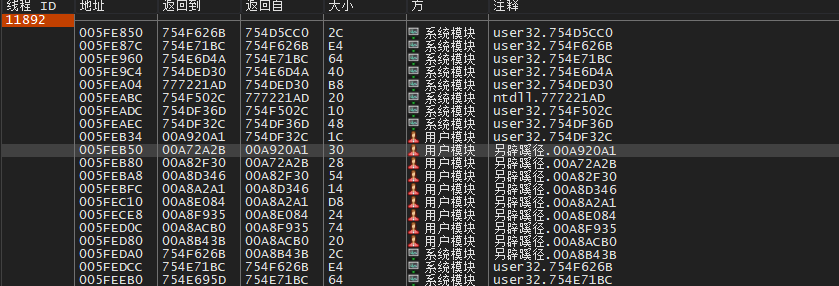 线程 ID 地址 返回到 返回自 大小 方 注释
11892
005FE850 754F626B 754D5CC0 2C 系统模块 user32.754D5CC0
005FE87C 754E71BC 754F626B E4 系统模块 user32.754F626B
005FE960 754E6D4A 754E71BC 64 系统模块 user32.754E71BC
005FE9C4 754DED30 754E6D4A 40 系统模块 user32.754E6D4A
005FEA04 777221AD 754DED30 B8 系统模块 user32.754DED30
005FEABC 754F502C 777221AD 20 系统模块 ntdll.777221AD
005FEADC 754DF36D 754F502C 10 系统模块 user32.754F502C
005FEAEC 754DF32C 754DF36D 48 系统模块 user32.754DF36D
005FEB34 00A920A1 754DF32C 1C 用户模块 user32.754DF32C
005FEB50 00A72A2B 00A920A1 30 用户模块 另辟蹊径.00A920A1
005FEB80 00A82F30 00A72A2B 28 用户模块 另辟蹊径.00A72A2B
005FEBA8 00A8D346 00A82F30 54 用户模块 另辟蹊径.00A82F30
005FEBFC 00A8A2A1 00A8D346 14 用户模块 另辟蹊径.00A8D346
005FEC10 00A8E084 00A8A2A1 D8 用户模块 另辟蹊径.00A8A2A1
005FECE8 00A8F935 00A8E084 24 用户模块 另辟蹊径.00A8E084
005FED0C 00A8ACB0 00A8F935 74 用户模块 另辟蹊径.00A8F935
005FED80 00A8B43B 00A8ACB0 20 用户模块 另辟蹊径.00A8ACB0
005FEDA0 754F626B 00A8B43B 2C 系统模块 另辟蹊径.00A8B43B
005FEDCC 754E71BC 754F626B E4 系统模块 user32.754F626B
005FEEB0 754E695D 754E71BC 64 系统模块 user32.754E71BC